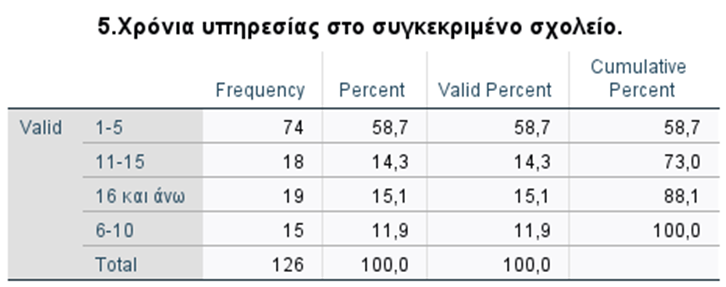 5.Χρόνια υπηρεσίας στο συγκεκριμένο σχολείο.
Frequency Percent Valid Percent Cumulative Percent
Valid 1-5 74 58,7 58,7 58,7
11-15 18 14,3 14,3 73,0
16 και άνω 19 15,1 15,1 88,1
6-10 15 11,9 11,9 100,0
Total 126 100,0 100,0